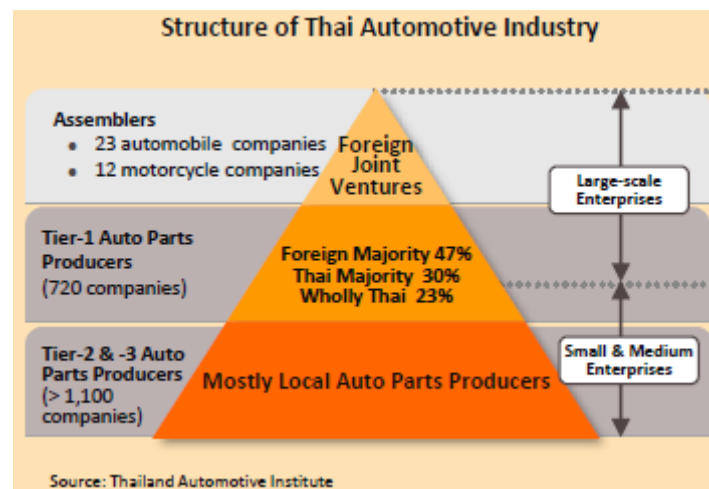 Structure of Thai Automotive Industry
Assemblers
• 23 automobile companies
• 12 motorcycle companies
Foreign
Joint
Ventures
Large-scale
Enterprises
Tier-1 Auto Parts
Producers
(720 companies)
Foreign Majority 47%
Thai Majority 30%
Wholly Thai 23%
Tier-2 & -3 Auto
Parts Producers
(> 1,100
companies)
Mostly Local Auto Parts Producers
Small & Medium
Enterprises
Source: Thailand Automotive Institute